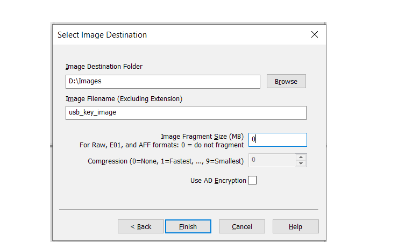 Select Image Destination
Image Destination Folder
D:\Images
Browse
Image Filename (Excluding Extension)
usb_key_image
Image Fragment Size (MB)
For Raw, E01, and AFF formats: 0 = do not fragment
0
Compression (0=None, 1=Fastest, ..., 9=Smallest)
0
Use AD Encryption
< Back
Finish
Cancel
Help